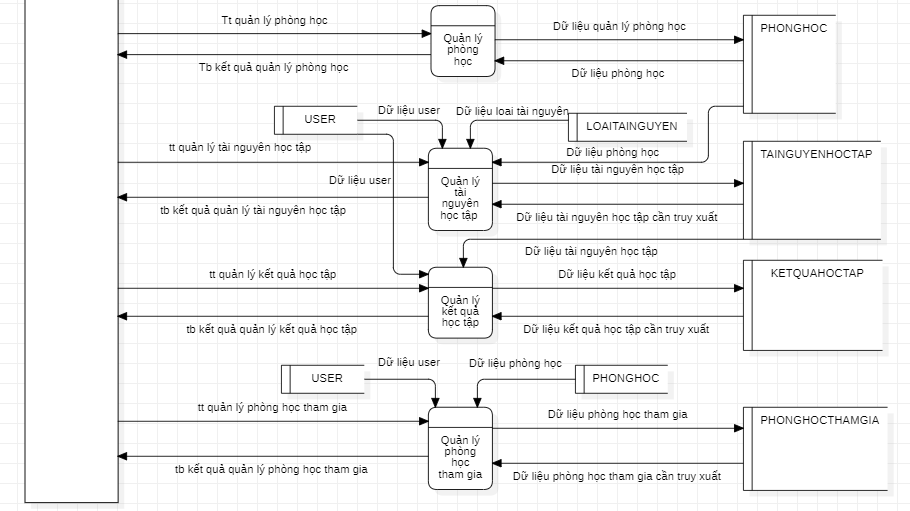 Tt quản lý phòng học
Tb kết quả quản lý phòng học
Quản lý
phòng
học
Dữ liệu quản lý phòng học
Dữ liệu phòng học
PHONGHOC
USER
Dữ liệu user
Dữ liệu loai tài nguyên
LOAITAINGUYEN
tt quản lý tài nguyên học tập
Dữ liệu user
tb kết quả quản lý tài nguyên học tập
Quản lý
tài
nguyên
học tập
Dữ liệu phòng học
Dữ liệu tài nguyên học tập
Dữ liệu tài nguyên học tập cần truy xuất
TAINGUYENHOCTAP
Dữ liệu tài nguyên học tập
tt quản lý kết quả học tập
tb kết quả quản lý kết quả học tập
Quản lý
kết quả
học tập
Dữ liệu kết quả học tập
Dữ liệu kết quả học tập cần truy xuất
KETQUAHOCTAP
USER
Dữ liệu user
Dữ liệu phòng học
PHONGHOC
tt quản lý phòng học tham gia
tb kết quả quản lý phòng học tham gia
Quản lý
phòng
học
tham gia
Dữ liệu phòng học tham gia
Dữ liệu phòng học tham gia cần truy xuất
PHONGHOCTHAMGIA